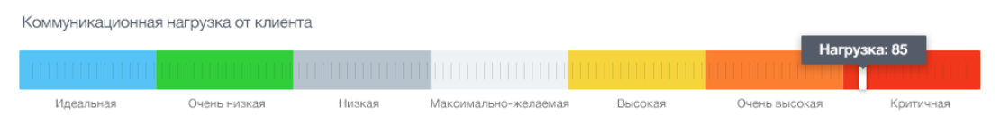 Коммуникационная нагрузка от клиента
Нагрузка: 85
Идеальная Очень низкая Низкая Максимально-желаемая Высокая Очень высокая Критичная